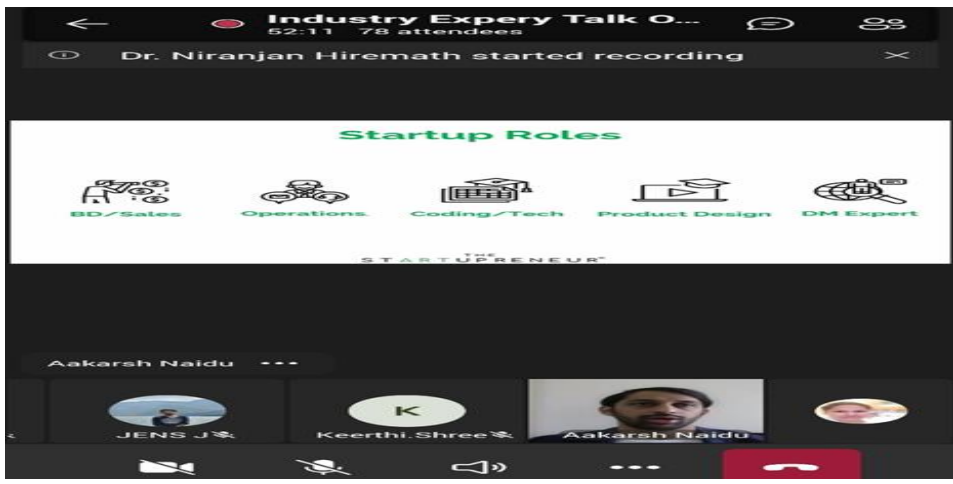 Industry Expery Talk O...
52:11 78 attendees
Dr. Niranjan Hiremath started recording
Startup Roles
BD/Sales Operations Coding/Tech Product Design DM Expert
THE
STARTUPRENEUR
Aakarsh Naidu
JENS J Keerthi.Shree Aakarsh Naidu
K